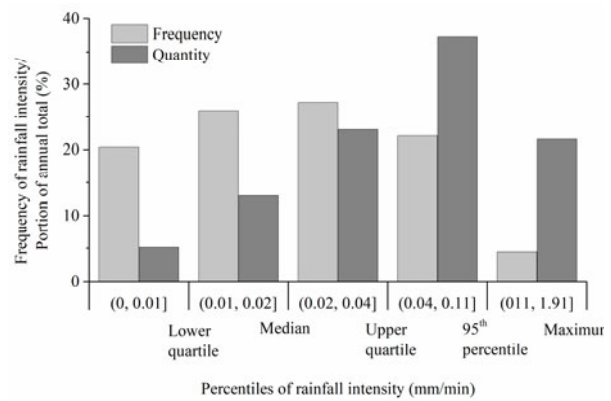 Frequency of rainfall intensity/
Portion of annual total (%)
40
30
20
10
0
Frequency
Quantity
(0, 0.01]
(0.01, 0.02]
(0.02, 0.04]
(0.04, 0.11]
(011, 1.91]
Lower
quartile
Median
Upper
quartile
95th
percentile
Maximum
Percentiles of rainfall intensity (mm/min)